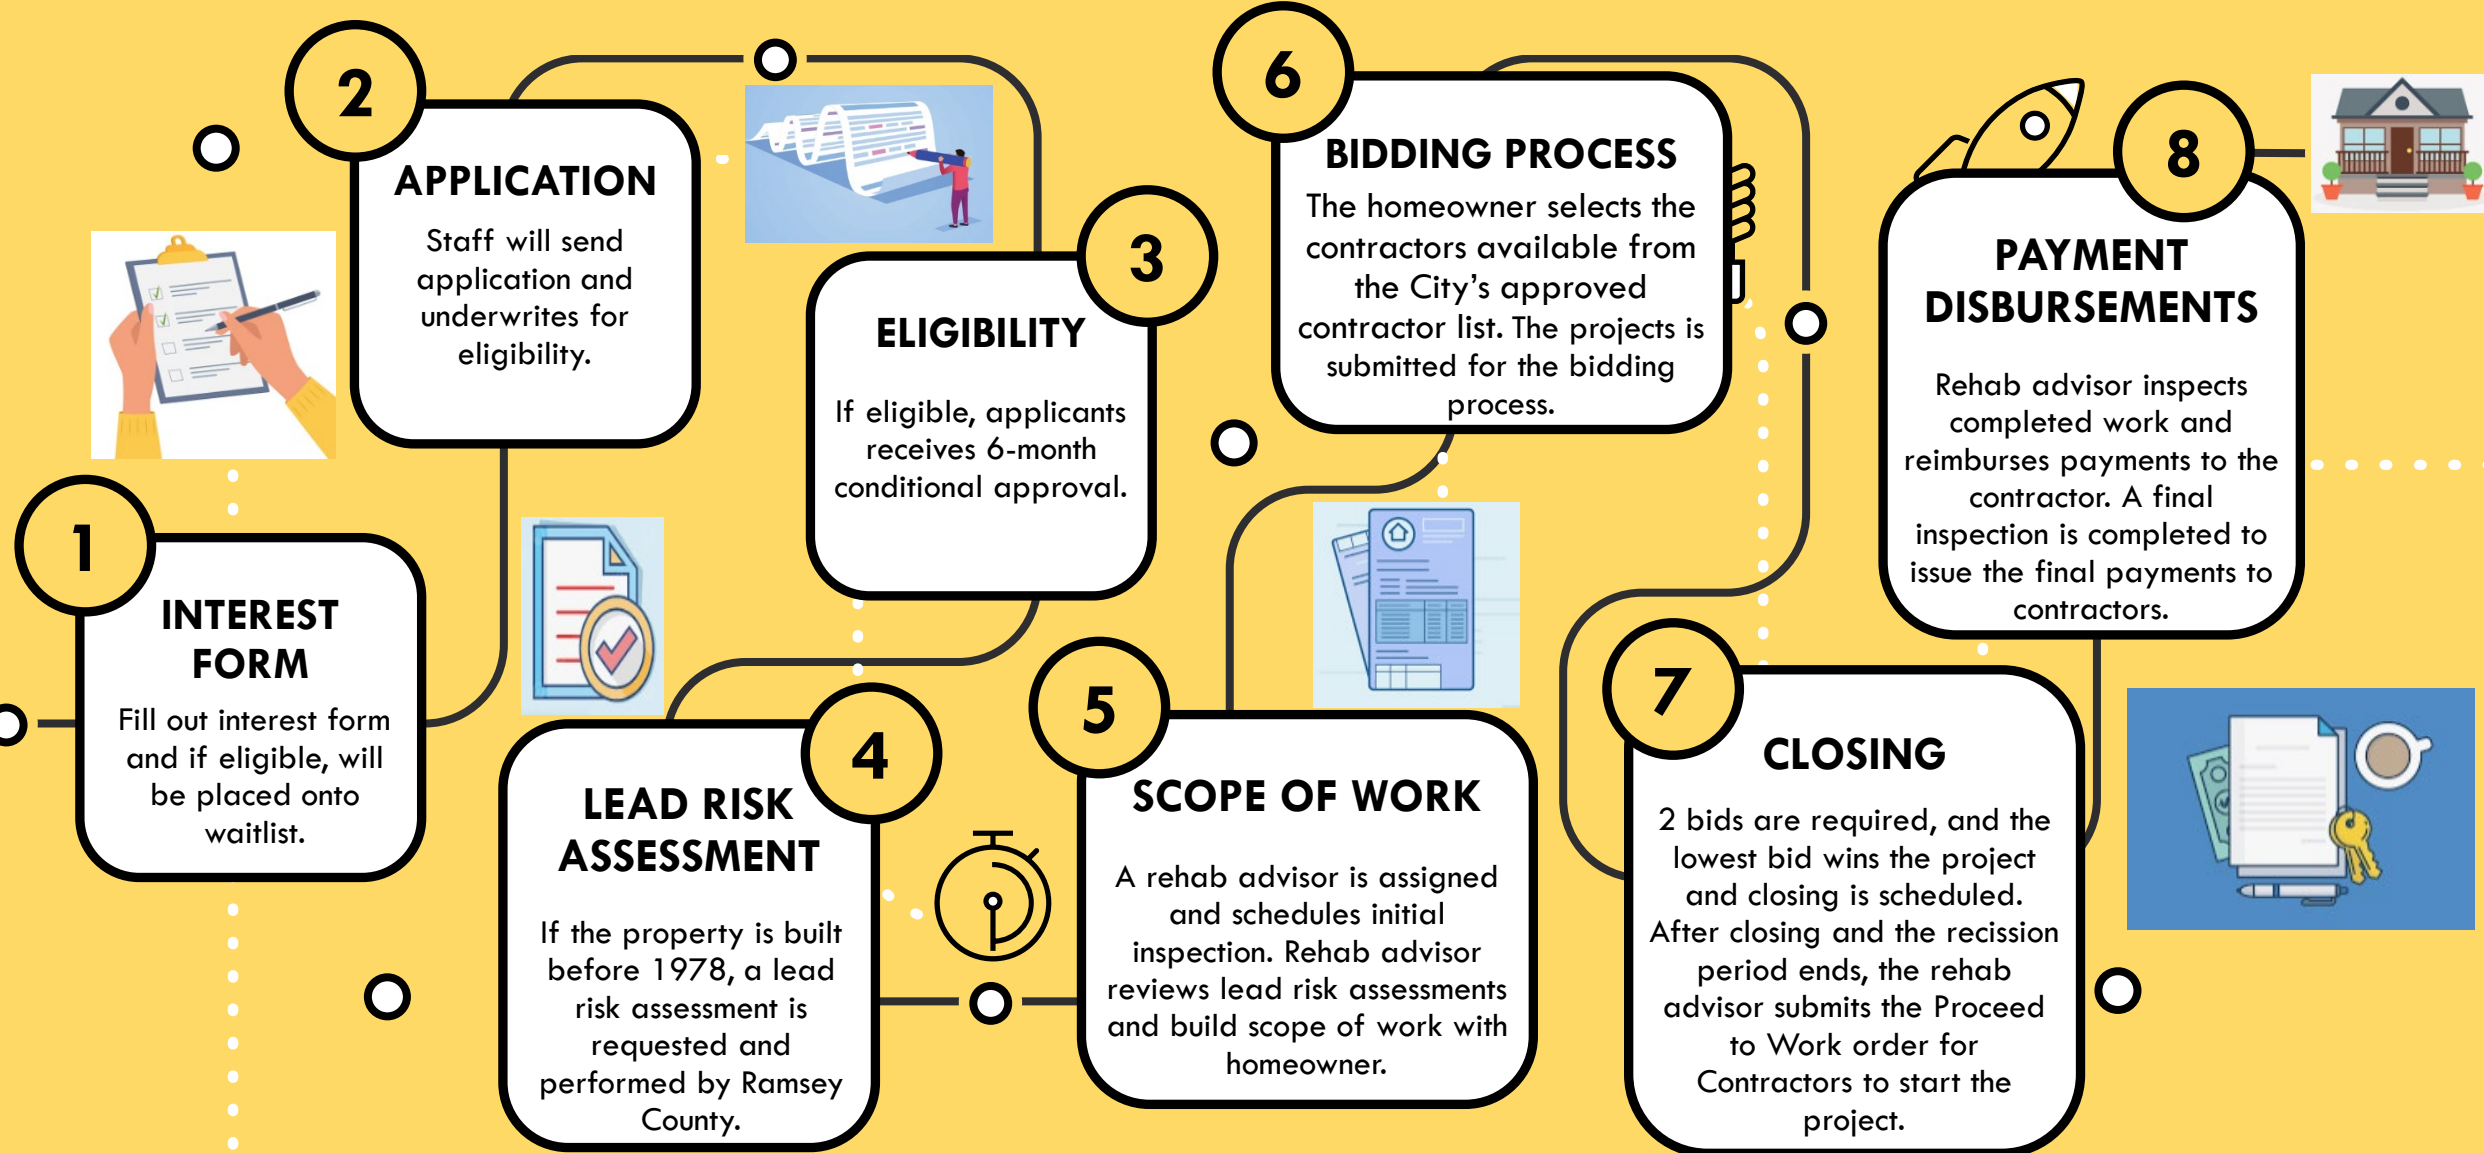 1
INTEREST
FORM
Fill out interest form
and if eligible, will
be placed onto
waitlist.
2
APPLICATION
Staff will send
application and
underwrites for
eligibility.
3
ELIGIBILITY
If eligible, applicants
receives 6-month
conditional approval.
4
LEAD RISK
ASSESSMENT
If the property is built
before 1978, a lead
risk assessment is
requested and
performed by Ramsey
County.
5
SCOPE OF WORK
A rehab advisor is assigned
and schedules initial
inspection. Rehab advisor
reviews lead risk assessments
and build scope of work with
homeowner.
6
BIDDING PROCESS
The homeowner selects the
contractors available from
the City's approved
contractor list. The projects is
submitted for the bidding
process.
7
CLOSING
2 bids are required, and the
lowest bid wins the project
and closing is scheduled.
After closing and the recission
period ends, the rehab
advisor submits the Proceed
to Work order for
Contractors to start the
project.
8
PAYMENT
DISBURSEMENTS
Rehab advisor inspects
completed work and
reimburses payments to the
contractor. A final
inspection is completed to
issue the final payments to
contractors.